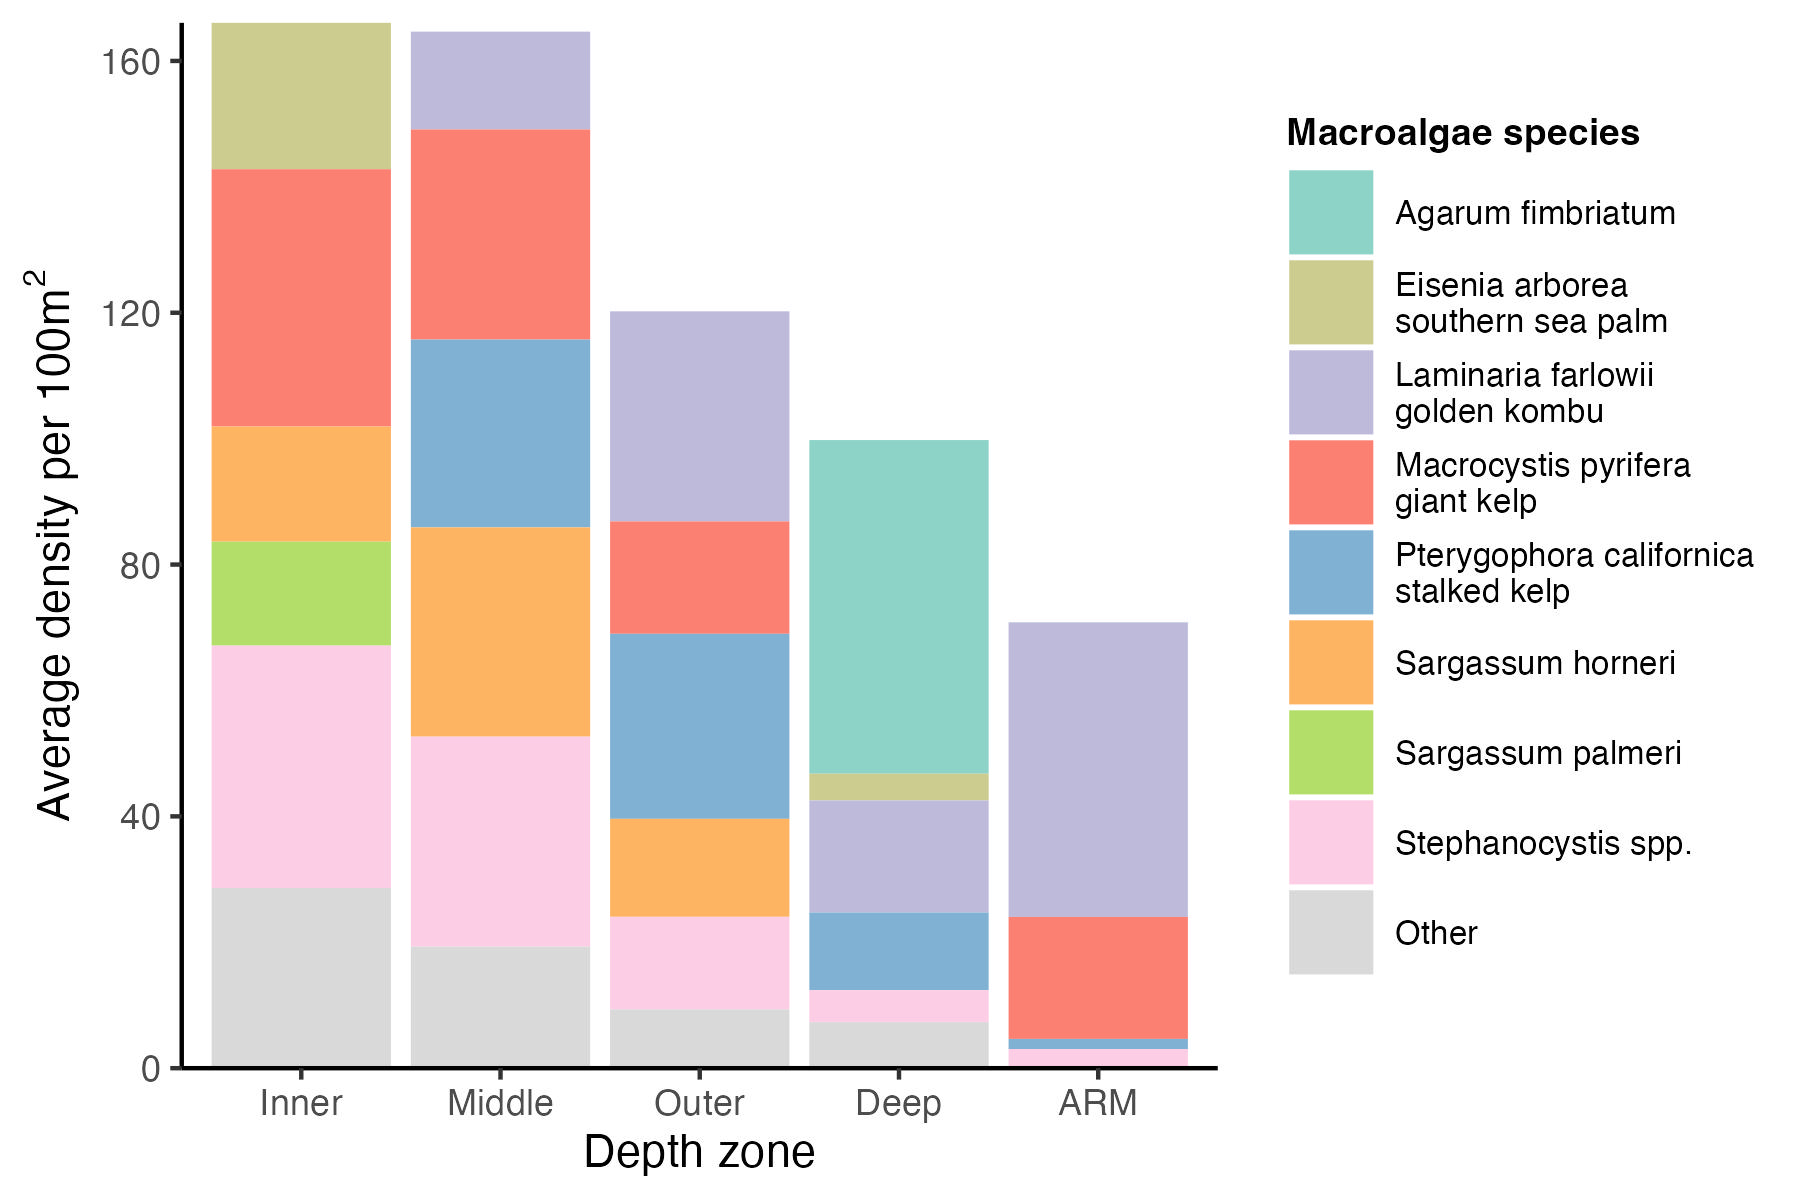 160
120
80
40
0
Average density per 100m²
Inner Middle Outer Deep ARM
Depth zone
Macroalgae species
Agarum fimbriatum
Eisenia arborea
southern sea palm
Laminaria farlowii
golden kombu
Macrocystis pyrifera
giant kelp
Pterygophora californica
stalked kelp
Sargassum horneri
Sargassum palmeri
Stephanocystis spp.
Other